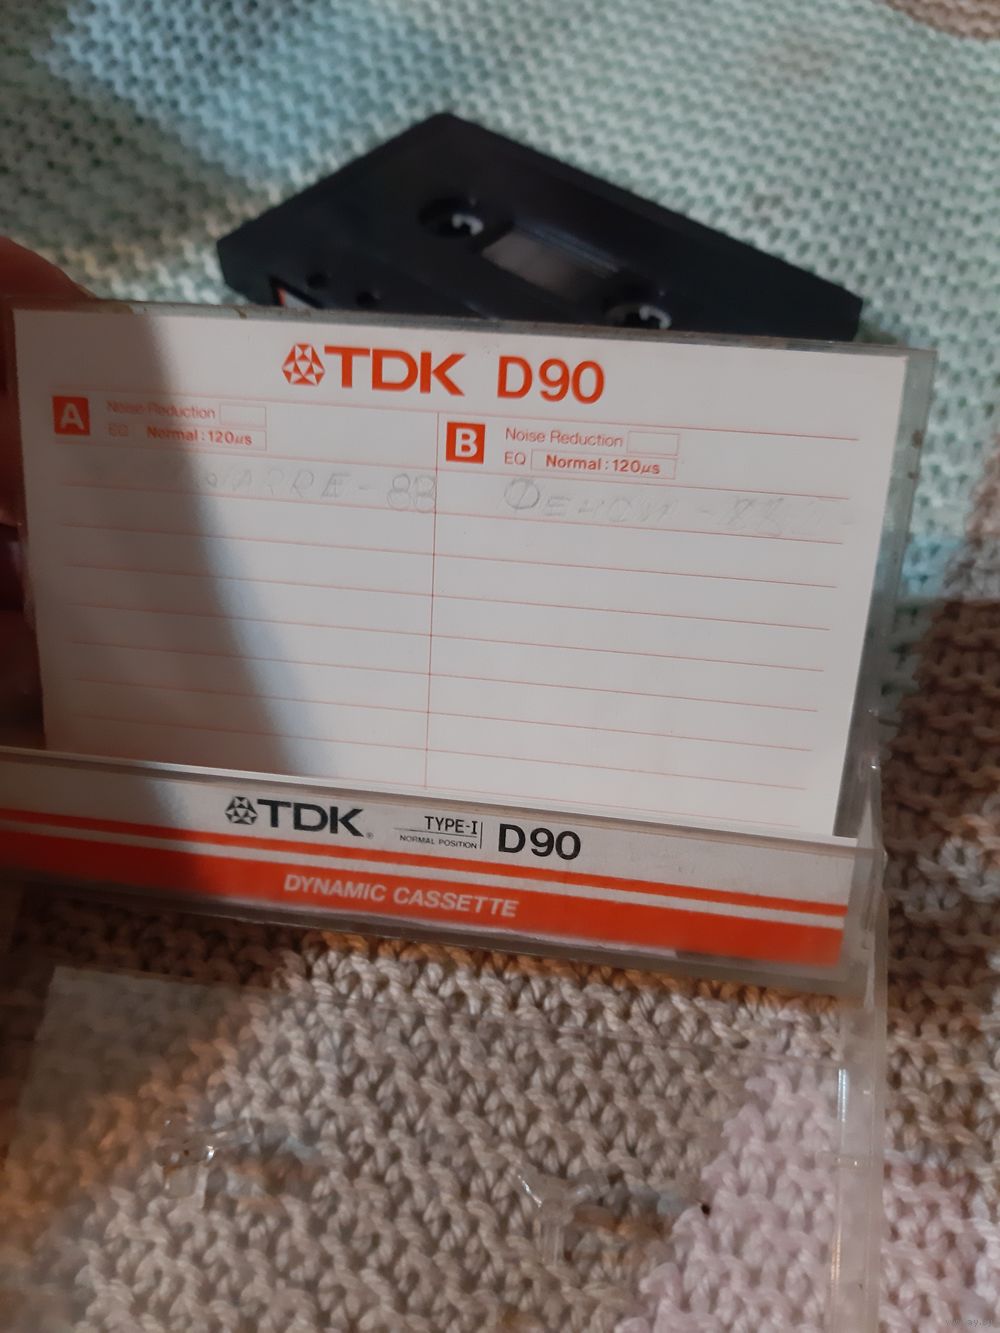 TDK D90
A Noise Reduction
EQ Normal : 120µs
B Noise Reduction
EQ Normal : 120µs
- 88
TDK TYPE-I D90
NORMAL POSITION
DYNAMIC CASSETTE